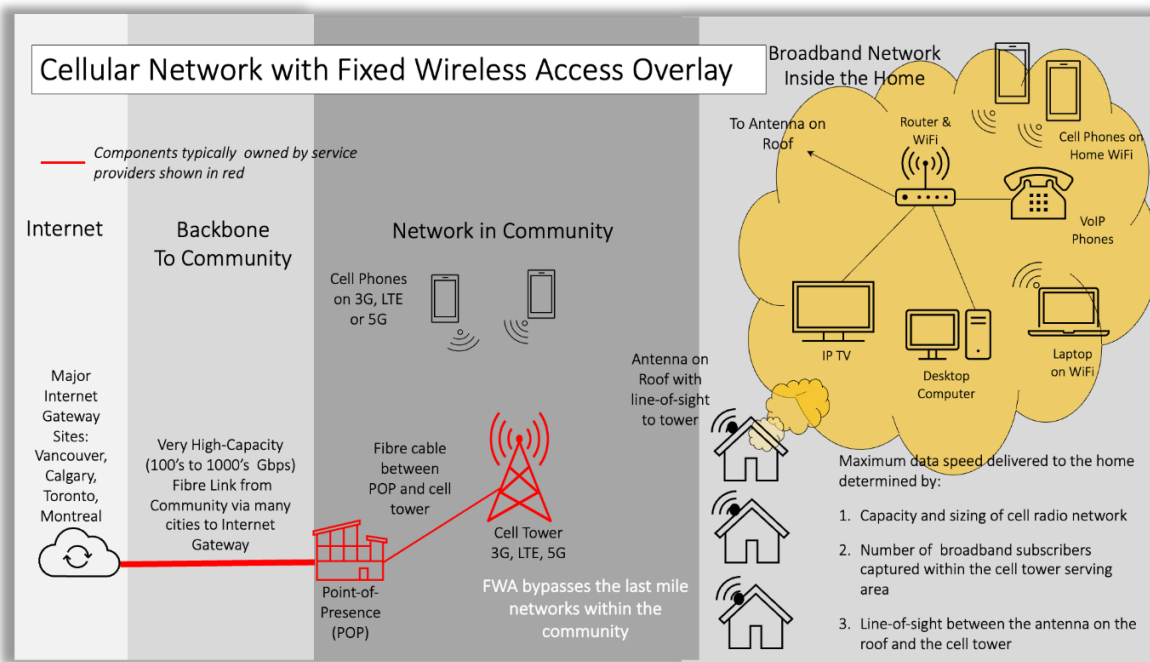 Cellular Network with Fixed Wireless Access Overlay
Components typically owned by service
providers shown in red
Internet
Backbone
To Community
Network in Community
Broadband Network
Inside the Home
To Antenna on
Roof
Router &
WiFi
Cell Phones on
Home WiFi
VoIP
Phones
IP TV
Desktop
Computer
Laptop
on WiFi
Cell Phones
on 3G, LTE
or 5G
Antenna on
Roof with
line-of-sight
to tower
Major
Internet
Gateway
Sites:
Vancouver,
Calgary,
Toronto,
Montreal
Very High-Capacity
(100’s to 1000’s Gbps)
Fibre Link from
Community via many
cities to Internet
Gateway
Fibre cable
between
POP and cell
tower
Point-of-
Presence
(POP)
Cell Tower
3G, LTE, 5G
FWA bypasses the last mile
networks within the
community
Maximum data speed delivered to the home
determined by:
1. Capacity and sizing of cell radio network
2. Number of broadband subscribers
captured within the cell tower serving
area
3. Line-of-sight between the antenna on the
roof and the cell tower